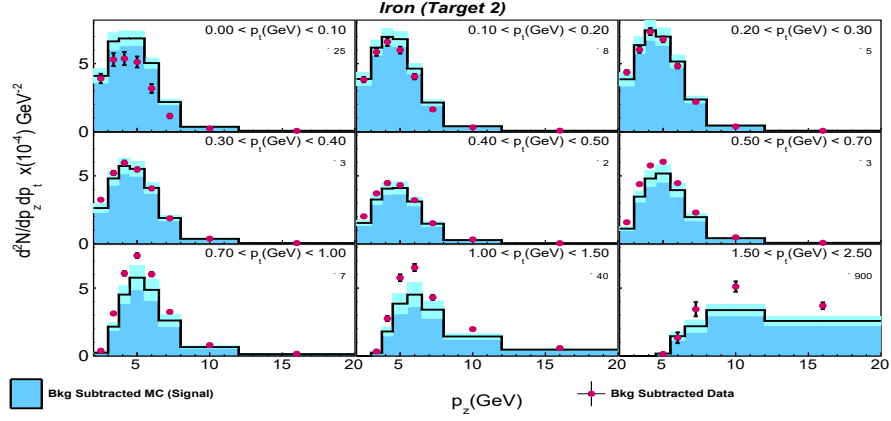 Iron (Target 2)
0.00 < p_t(GeV) < 0.10
0.10 < p_t(GeV) < 0.20
0.20 < p_t(GeV) < 0.30
25
8
5
5
0
0.30 < p_t(GeV) < 0.40
0.40 < p_t(GeV) < 0.50
0.50 < p_t(GeV) < 0.70
3
2
3
5
0
0.70 < p_t(GeV) < 1.00
1.00 < p_t(GeV) < 1.50
1.50 < p_t(GeV) < 2.50
7
40
900
5
0
d²N/dp_z dp_t x(10⁻⁴) GeV⁻²
5 10 15 20
5 10 15 20
5 10 15 20
p_z(GeV)
Bkg Subtracted MC (Signal)
Bkg Subtracted Data